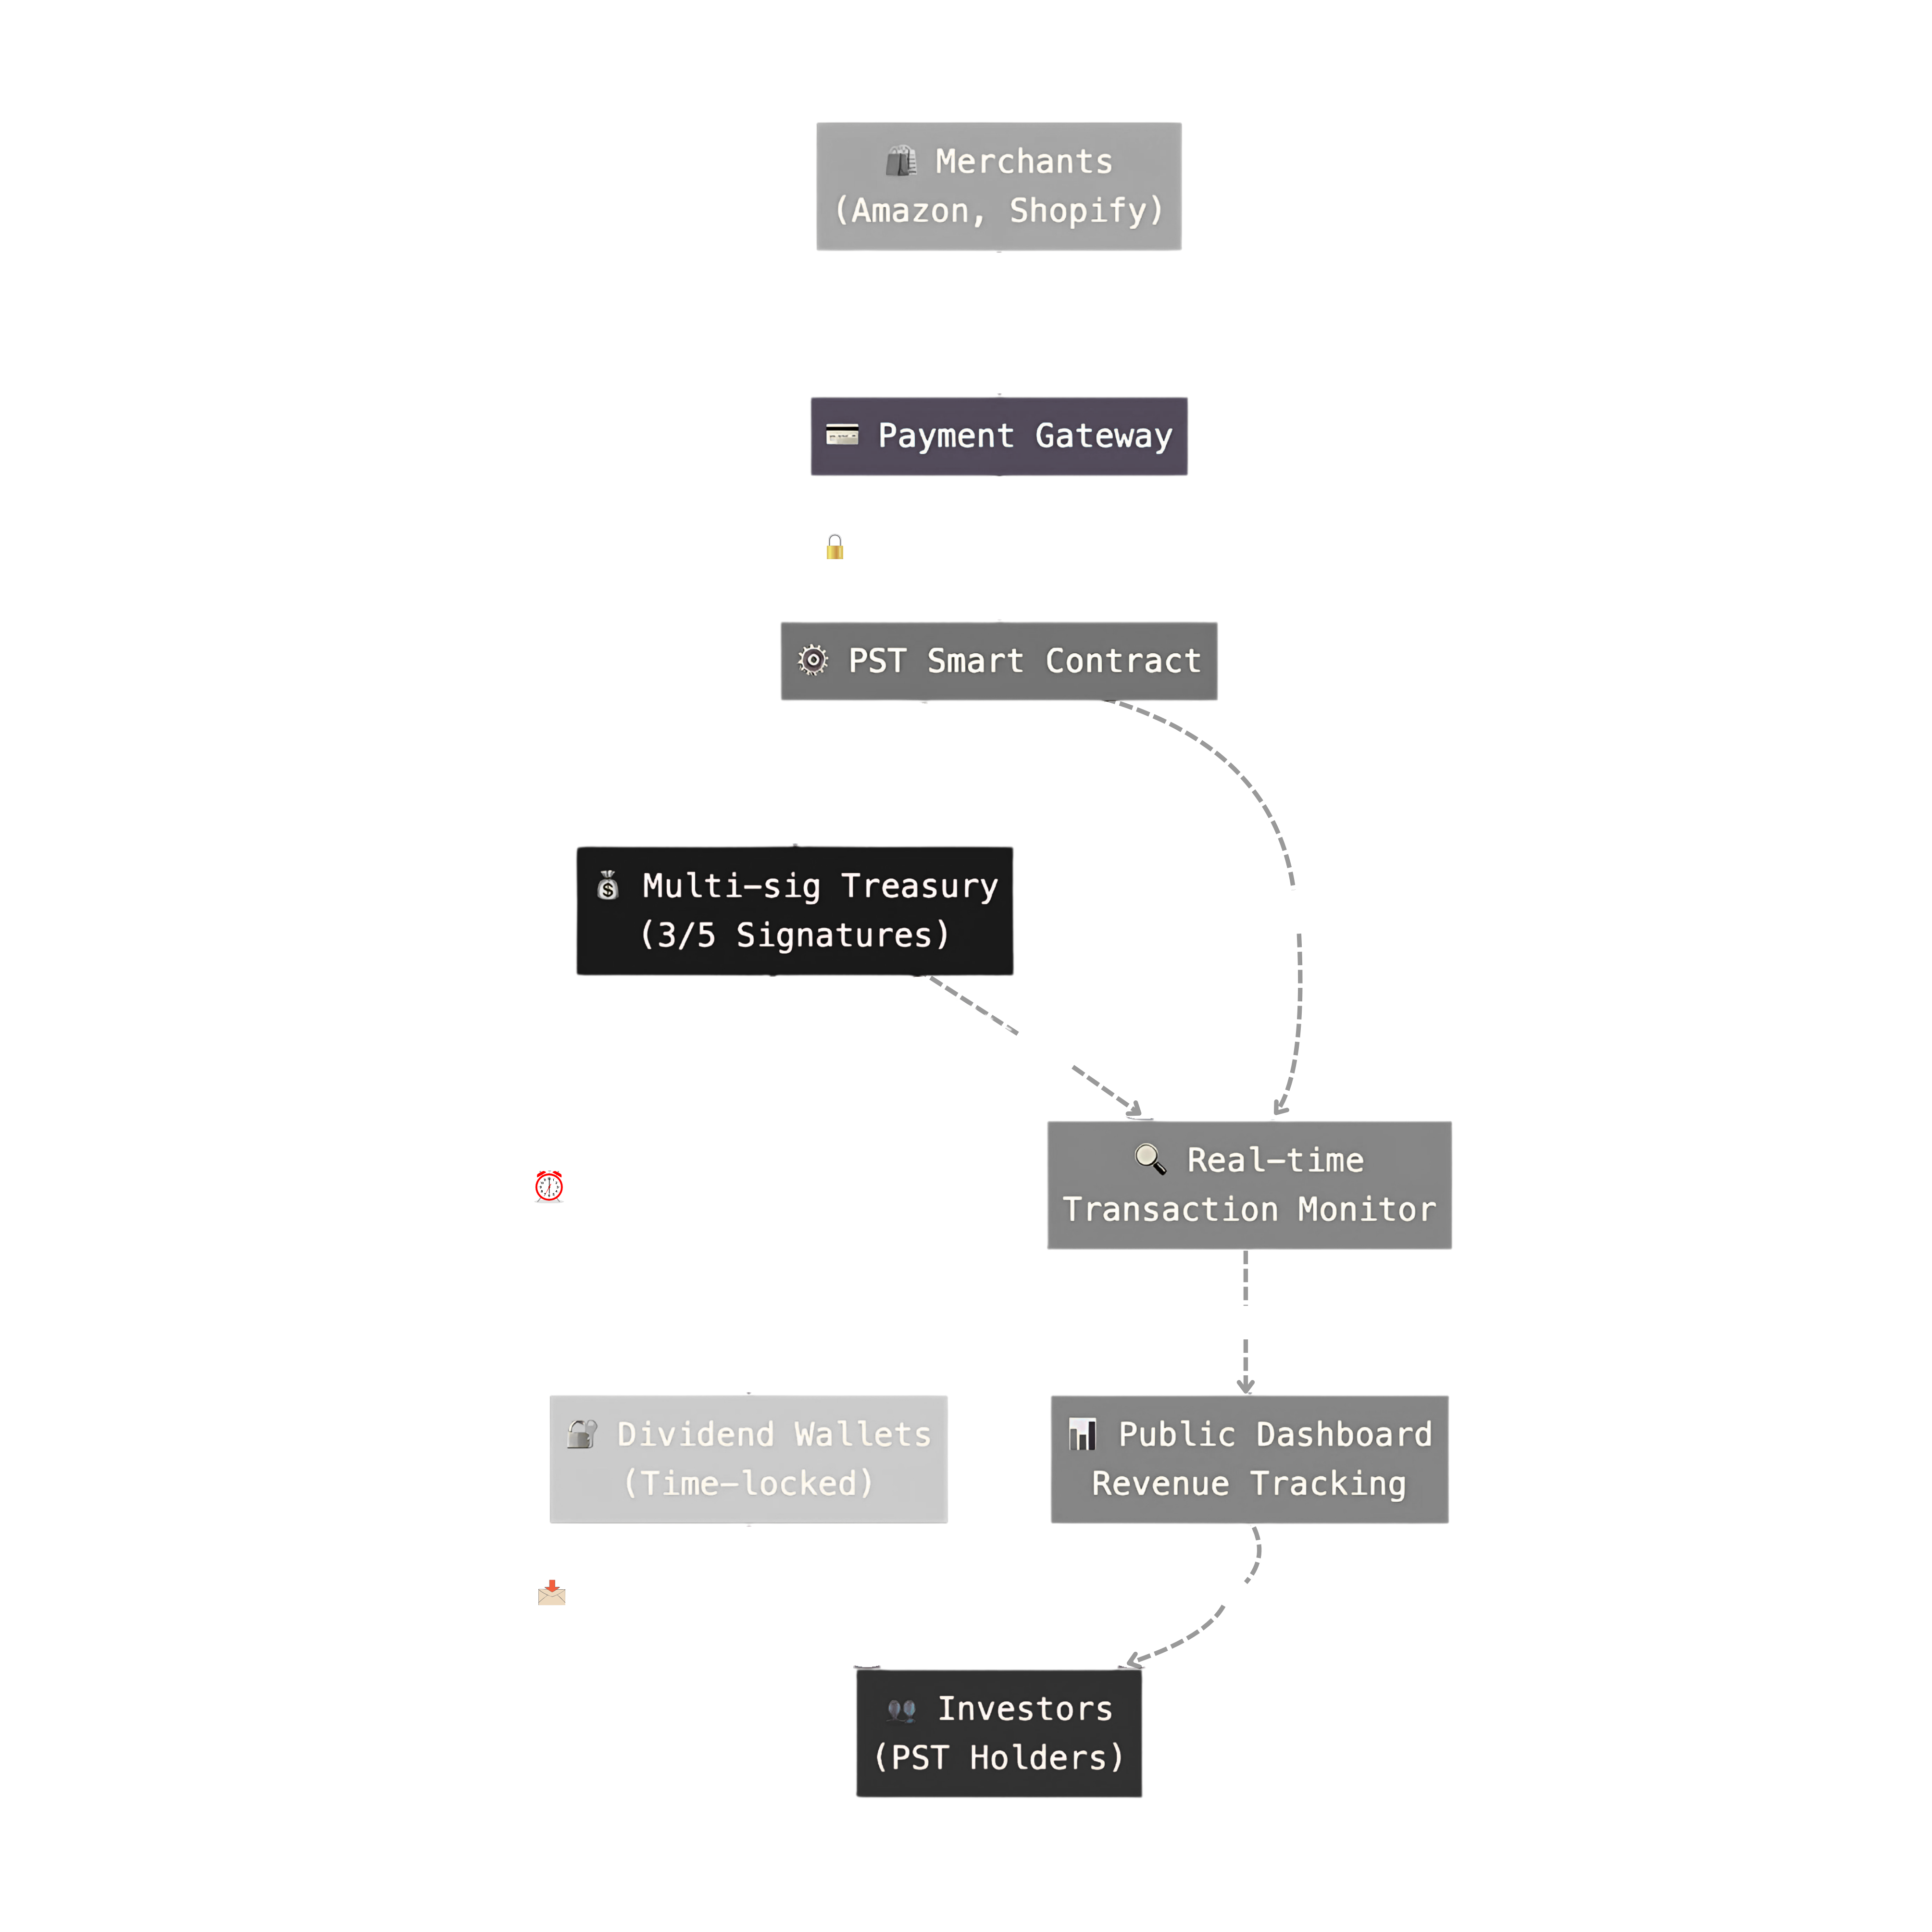 🛍️ Merchants
(Amazon, Shopify)
💳 Payment Gateway
🔒
⚙️ PST Smart Contract
💰 Multi-sig Treasury
(3/5 Signatures)
🔍 Real-time
Transaction Monitor
⏰
🔐 Dividend Wallets
(Time-locked)
📊 Public Dashboard
Revenue Tracking
📩
👥 Investors
(PST Holders)